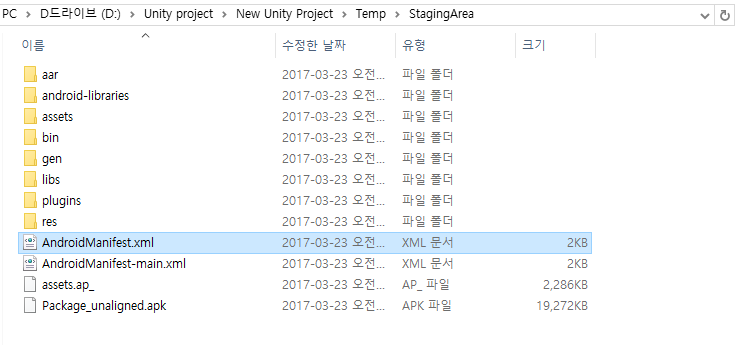 PC > D드라이브 (D:) > Unity project > New Unity Project > Temp > StagingArea
이름 수정한 날짜 유형 크기
aar 2017-03-23 오전... 파일 폴더
android-libraries 2017-03-23 오전... 파일 폴더
assets 2017-03-23 오전... 파일 폴더
bin 2017-03-23 오전... 파일 폴더
gen 2017-03-23 오전... 파일 폴더
libs 2017-03-23 오전... 파일 폴더
plugins 2017-03-23 오전... 파일 폴더
res 2017-03-23 오전... 파일 폴더
AndroidManifest.xml 2017-03-23 오전... XML 문서 2KB
AndroidManifest-main.xml 2017-03-23 오전... XML 문서 2KB
assets.ap_ 2017-03-23 오전... AP_ 파일 2,286KB
Package_unaligned.apk 2017-03-23 오전... APK 파일 19,272KB